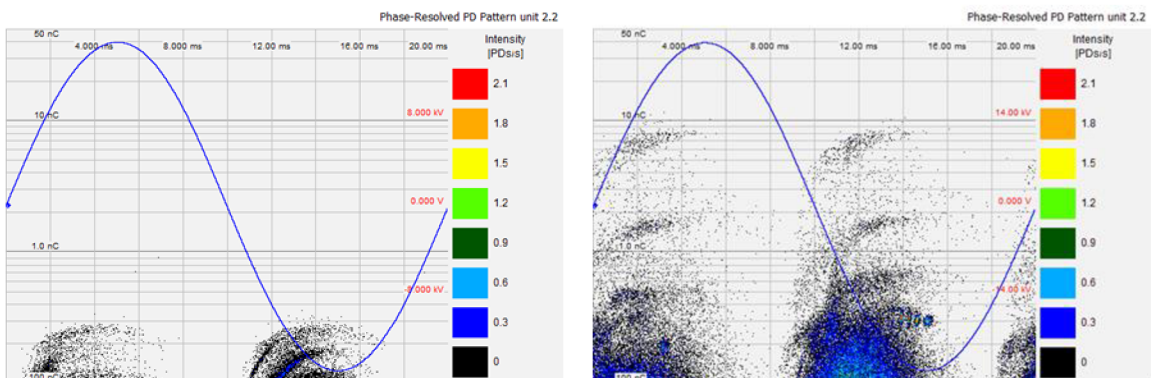 Phase-Resolved PD Pattern unit 2.2
50 nC
4.000 ms 8.000 ms 12.00 ms 16.00 ms 20.00 ms
Intensity
[PDs/s]
2.1
10 nC
8.000 kV
1.8
1.5
0.000 V
1.2
1.0 nC
0.9
-8.000 kV
0.6
0.3
100 pC
0
Phase-Resolved PD Pattern unit 2.2
50 nC
4.000 ms 8.000 ms 12.00 ms 16.00 ms 20.00 ms
Intensity
[PDs/s]
2.1
10 nC
14.00 kV
1.8
1.5
0.000 V
1.2
1.0 nC
0.9
-14.00 kV
0.6
0.3
100 pC
0